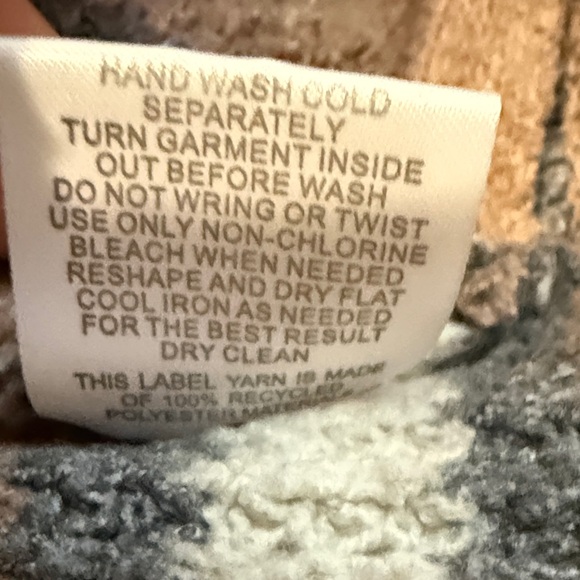 HAND WASH COLD
SEPARATELY
TURN GARMENT INSIDE
OUT BEFORE WASH
DO NOT WRING OR TWIST
USE ONLY NON-CHLORINE
BLEACH WHEN NEEDED
RESHAPE AND DRY FLAT
COOL IRON AS NEEDED
FOR THE BEST RESULT
DRY CLEAN
THIS LABEL YARN IS MADE
OF 100% RECYCLED
POLYESTER